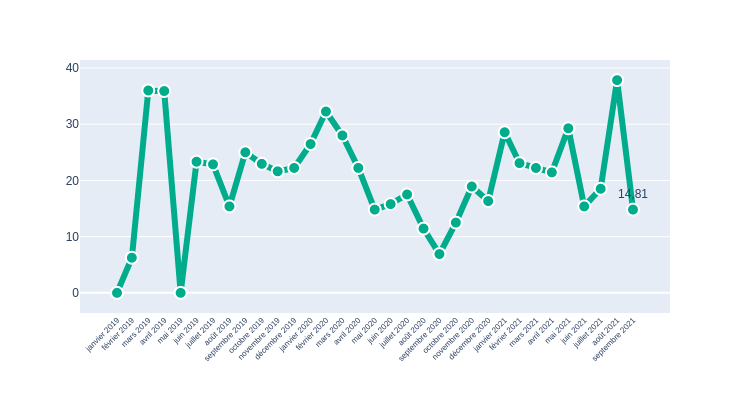 40
30
20
10
0
14.81
janvier 2019
février 2019
mars 2019
avril 2019
mai 2019
juin 2019
juillet 2019
août 2019
septembre 2019
octobre 2019
novembre 2019
décembre 2019
janvier 2020
février 2020
mars 2020
avril 2020
mai 2020
juin 2020
juillet 2020
août 2020
septembre 2020
octobre 2020
novembre 2020
décembre 2020
janvier 2021
février 2021
mars 2021
avril 2021
mai 2021
juin 2021
juillet 2021
août 2021
septembre 2021